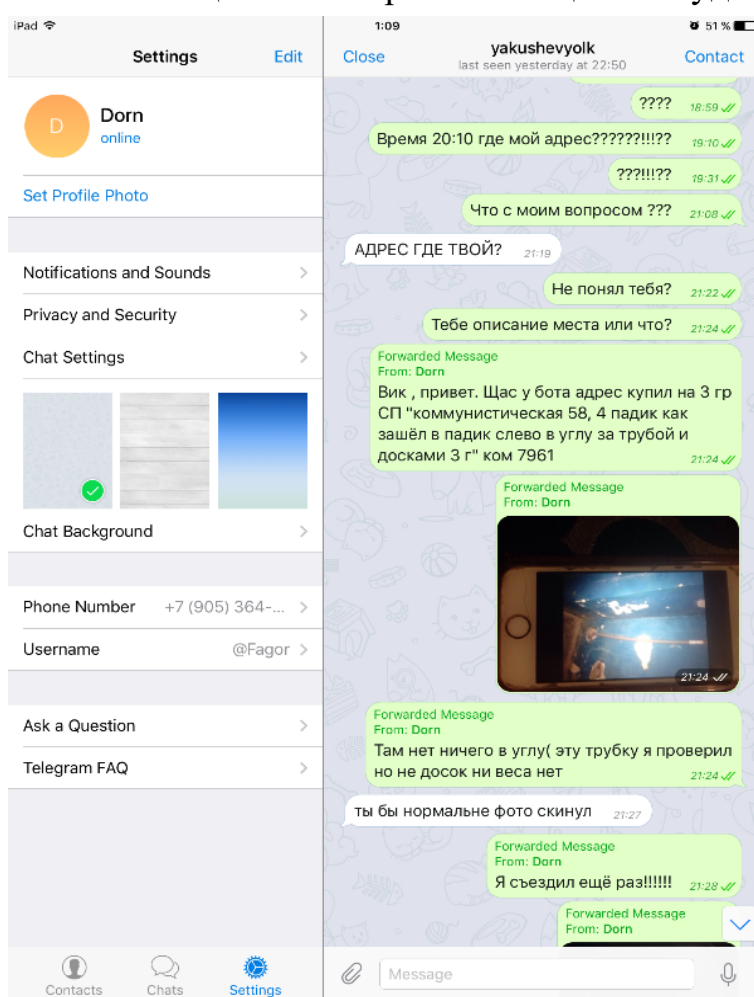 iPad
1:09
51 %
Settings
Edit
Dorn
online
D
Set Profile Photo
Notifications and Sounds
Privacy and Security
Chat Settings
Chat Background
Phone Number +7 (905) 364-...
Username @Fagor
Ask a Question
Telegram FAQ
Contacts
Chats
Settings
Close
yakushevyolk
last seen yesterday at 22:50
Contact
???? 18:59
Время 20:10 где мой адрес??????!!!?? 19:10
???!!!?? 19:31
Что с моим вопросом ??? 21:08
АДРЕС ГДЕ ТВОЙ? 21:19
Не понял тебя? 21:22
Тебе описание места или что? 21:24
Forwarded Message
From: Dorn
Вик , привет. Щас у бота адрес купил на 3 гр
СП "коммунистическая 58, 4 падик как
зашёл в падик слево в углу за трубой и
досками 3 г" ком 7961
21:24
Forwarded Message
From: Dorn
21:24
Forwarded Message
From: Dorn
Там нет ничего в углу( эту трубку я проверил
но не досок ни веса нет
21:24
ты бы нормальне фото скинул 21:27
Forwarded Message
From: Dorn
Я съездил ещё раз!!!!!! 21:28
Forwarded Message
From: Dorn
Message